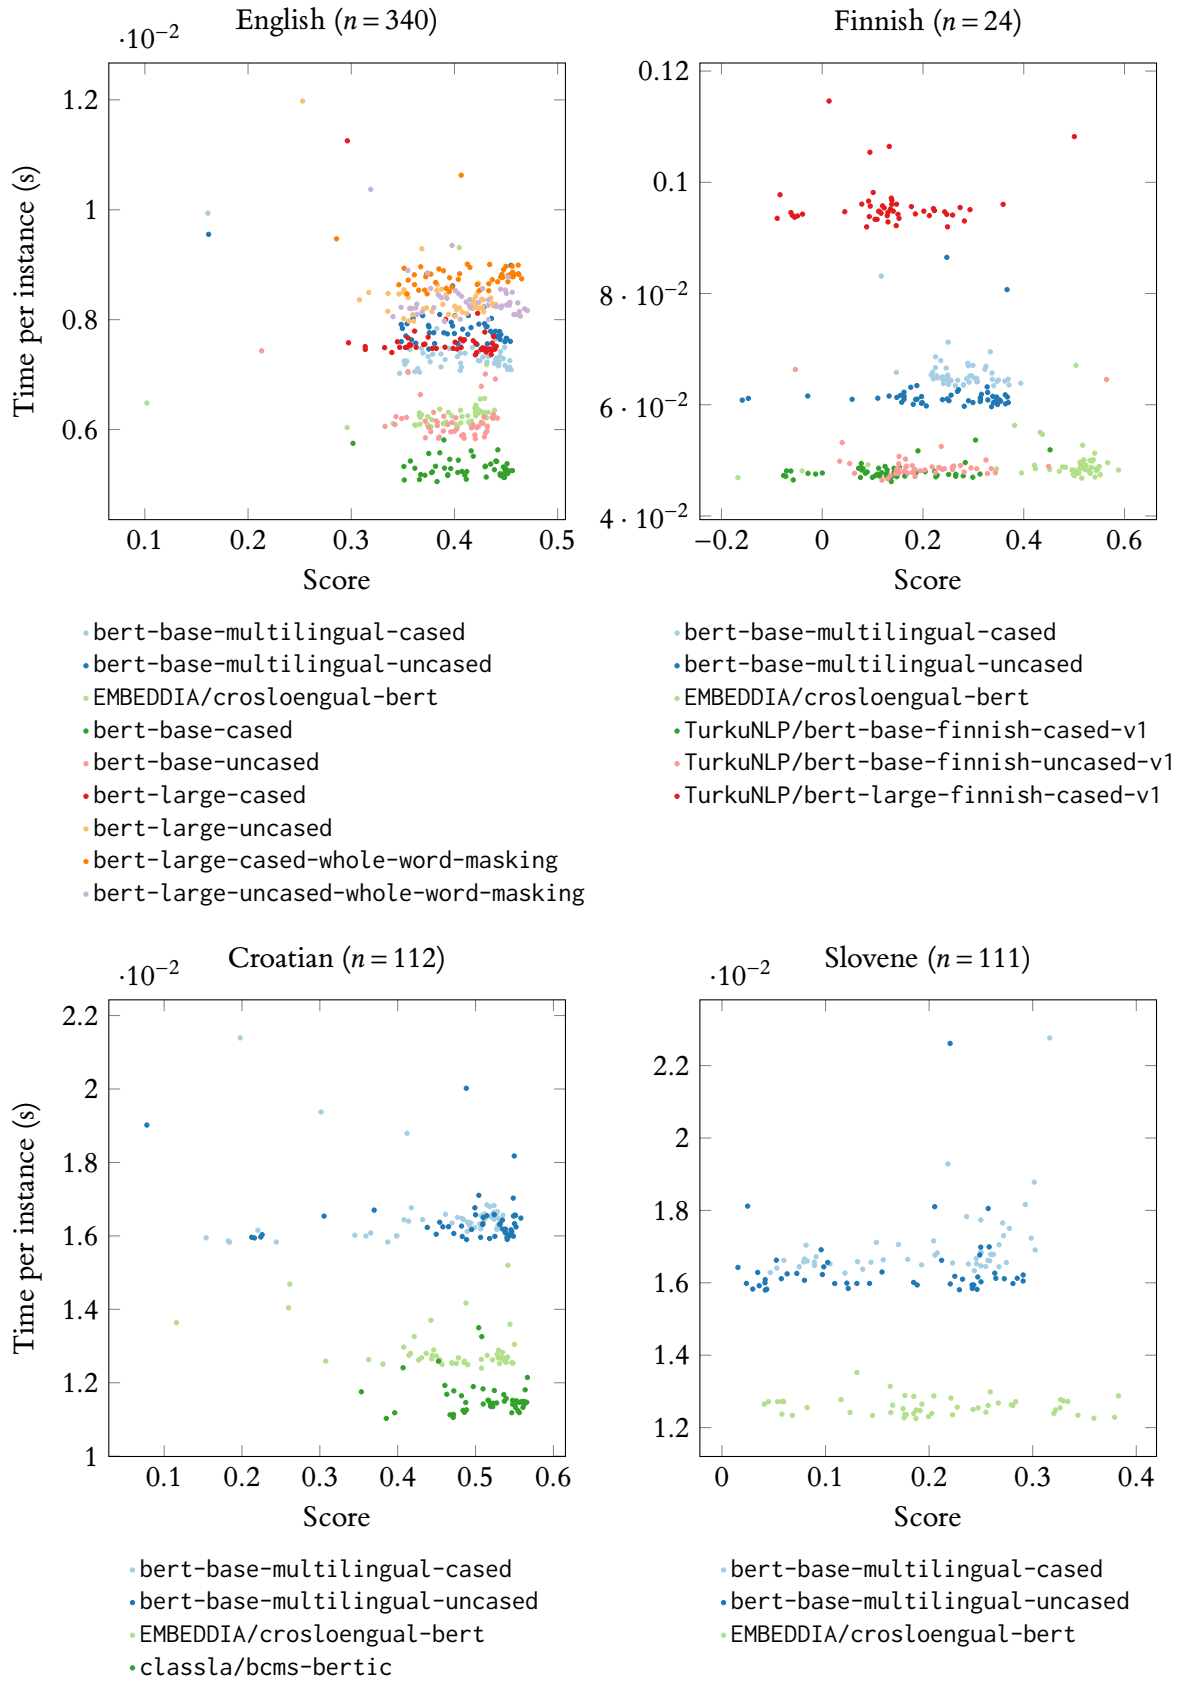 English (n = 340)
·10⁻²
1.2
1
0.8
0.6
Time per instance (s)
0.1 0.2 0.3 0.4 0.5
Score
bert-base-multilingual-cased
bert-base-multilingual-uncased
EMBEDDIA/crosloengual-bert
bert-base-cased
bert-base-uncased
bert-large-cased
bert-large-uncased
bert-large-cased-whole-word-masking
bert-large-uncased-whole-word-masking
Finnish (n = 24)
0.12
0.1
8 · 10⁻²
6 · 10⁻²
4 · 10⁻²
−0.2 0 0.2 0.4 0.6
Score
bert-base-multilingual-cased
bert-base-multilingual-uncased
EMBEDDIA/crosloengual-bert
TurkuNLP/bert-base-finnish-cased-v1
TurkuNLP/bert-base-finnish-uncased-v1
TurkuNLP/bert-large-finnish-cased-v1
Croatian (n = 112)
·10⁻²
2.2
2
1.8
1.6
1.4
1.2
1
Time per instance (s)
0.1 0.2 0.3 0.4 0.5 0.6
Score
bert-base-multilingual-cased
bert-base-multilingual-uncased
EMBEDDIA/crosloengual-bert
classla/bcms-bertic
Slovene (n = 111)
·10⁻²
2.2
2
1.8
1.6
1.4
1.2
0 0.1 0.2 0.3 0.4
Score
bert-base-multilingual-cased
bert-base-multilingual-uncased
EMBEDDIA/crosloengual-bert